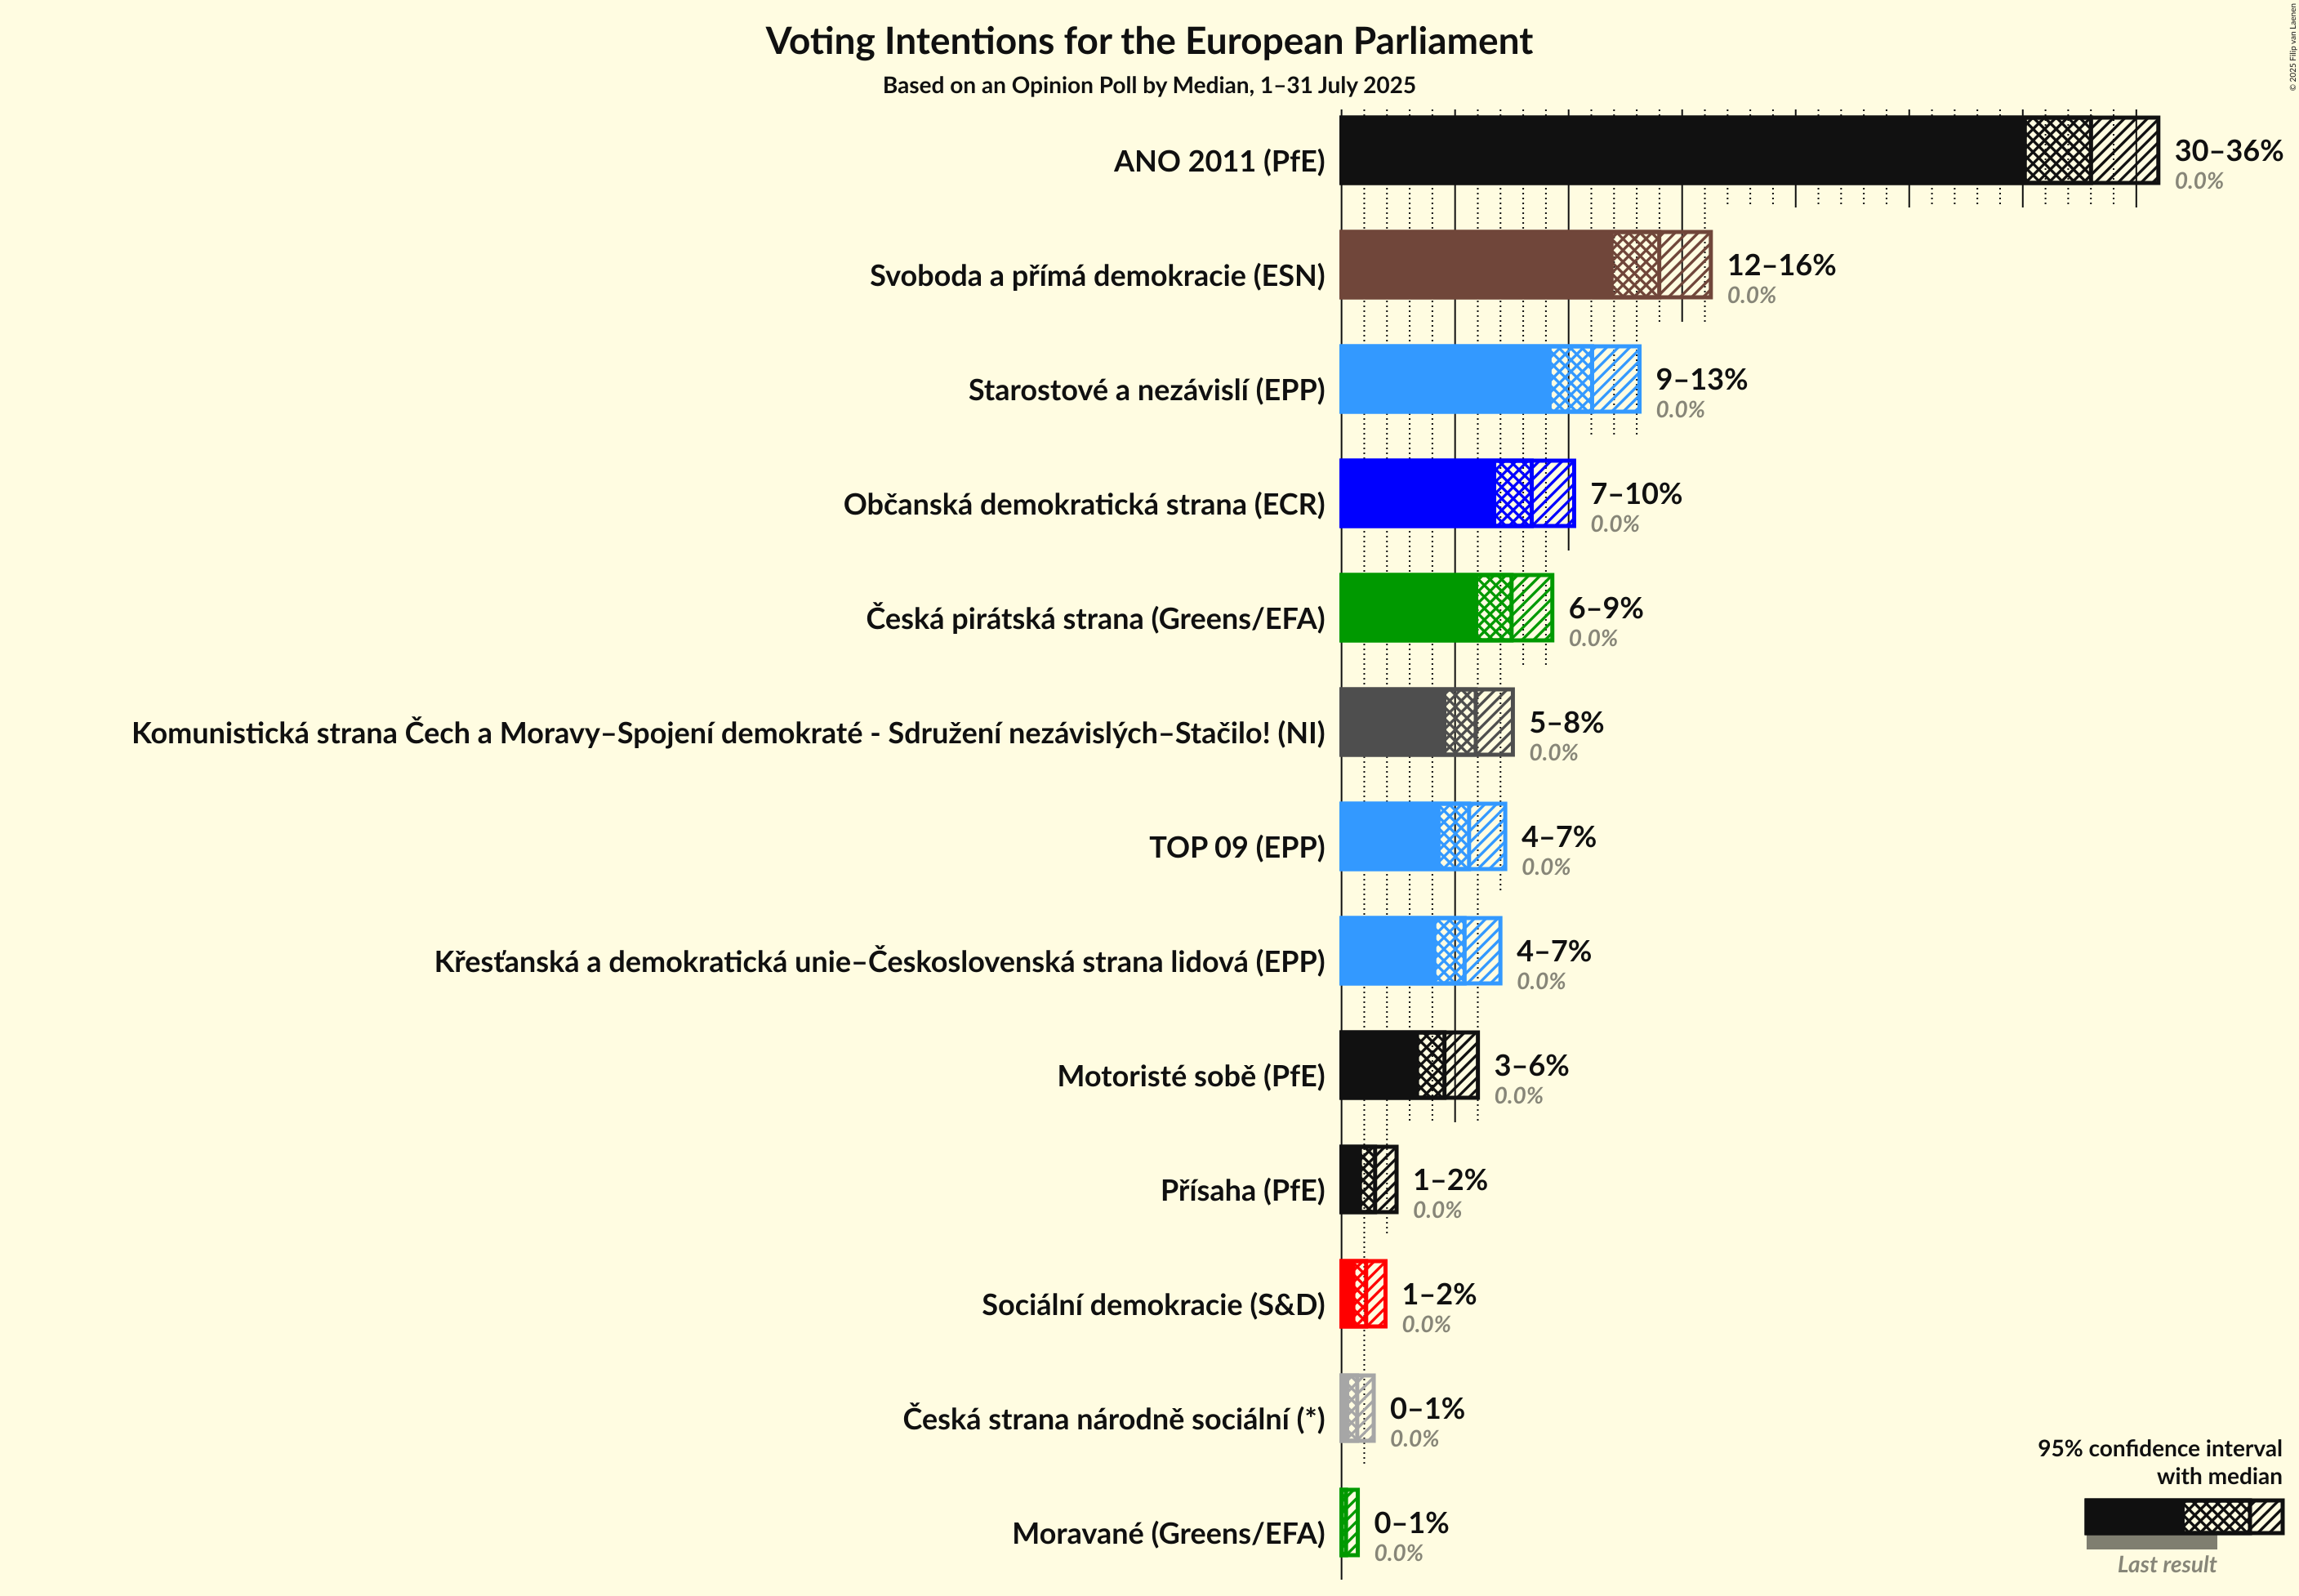 Voting Intentions for the European Parliament
Based on an Opinion Poll by Median, 1–31 July 2025
© 2025 Filip van Laenen
ANO 2011 (PfE)
30–36%
0.0%
Svoboda a přímá demokracie (ESN)
12–16%
0.0%
Starostové a nezávislí (EPP)
9–13%
0.0%
Občanská demokratická strana (ECR)
7–10%
0.0%
Česká pirátská strana (Greens/EFA)
6–9%
0.0%
Komunistická strana Čech a Moravy–Spojení demokraté - Sdružení nezávislých–Stačilo! (NI)
5–8%
0.0%
TOP 09 (EPP)
4–7%
0.0%
Křesťanská a demokratická unie–Československá strana lidová (EPP)
4–7%
0.0%
Motoristé sobě (PfE)
3–6%
0.0%
Přísaha (PfE)
1–2%
0.0%
Sociální demokracie (S&D)
1–2%
0.0%
Česká strana národně sociální (*)
0–1%
0.0%
Moravané (Greens/EFA)
0–1%
0.0%
95% confidence interval
with median
Last result